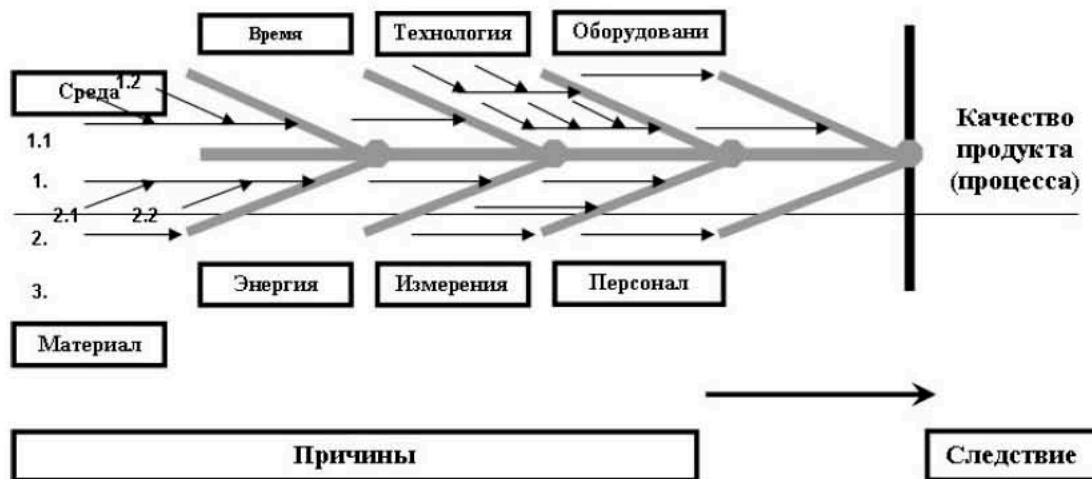 Время
Технология
Оборудовани
Среда
1.2
1.1
1.
2.1
2.2
2.
3.
Качество
продукта
(процесса)
Энергия
Измерения
Персонал
Материал
Причины
Следствие